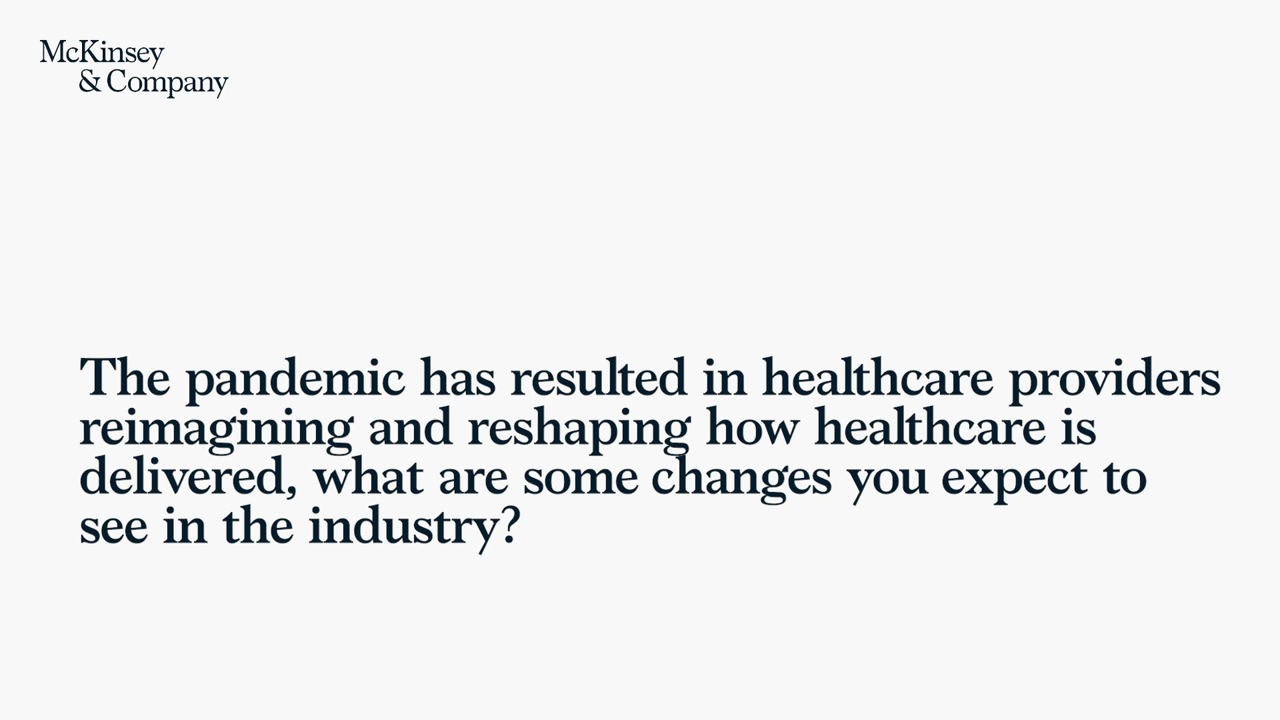 McKinsey
& Company
The pandemic has resulted in healthcare providers
reimagining and reshaping how healthcare is
delivered, what are some changes you expect to
see in the industry?